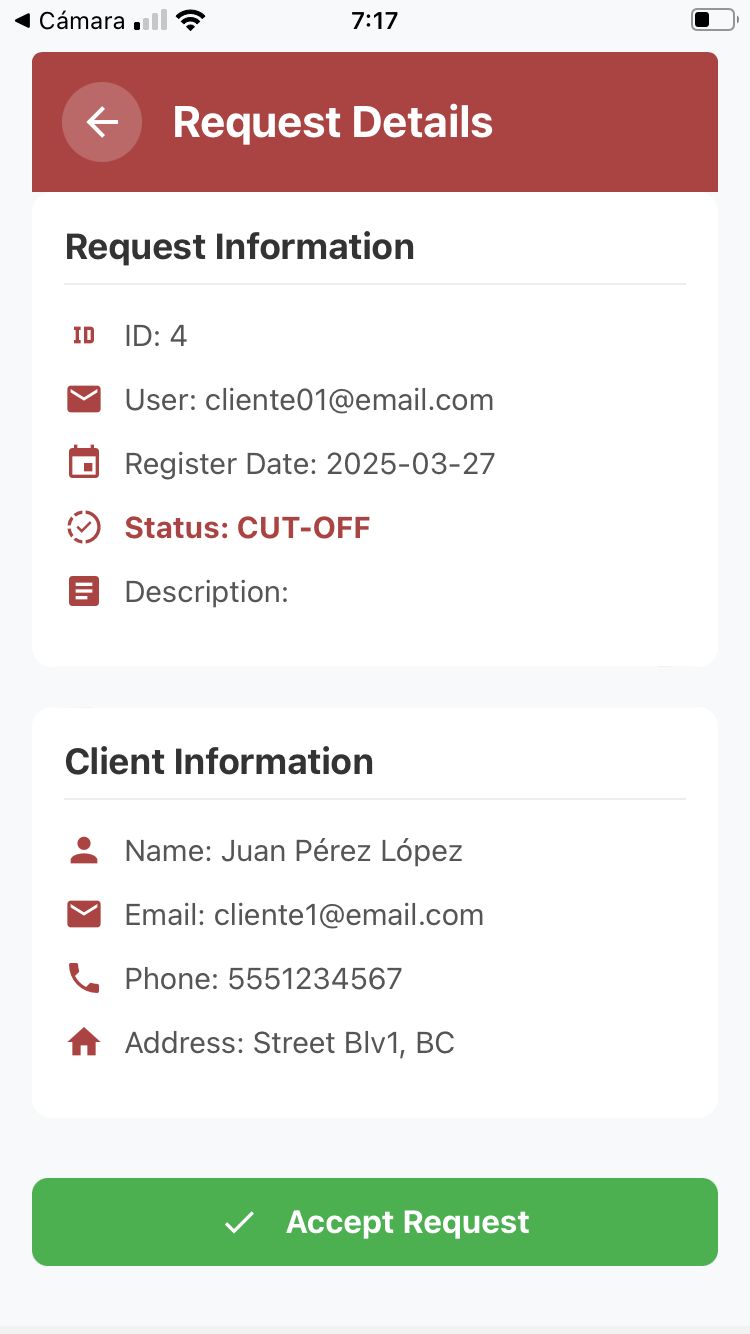 Cámara
7:17
Request Details
Request Information
ID ID: 4
User: cliente01@email.com
Register Date: 2025-03-27
Status: CUT-OFF
Description:
Client Information
Name: Juan Pérez López
Email: cliente1@email.com
Phone: 5551234567
Address: Street Blv1, BC
Accept Request